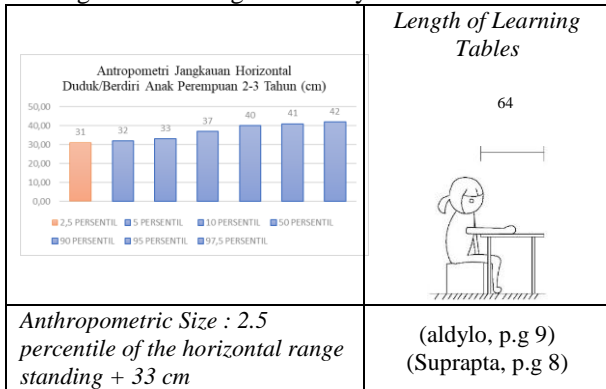 Length of Learning
Tables
Antropometri Jangkauan Horizontal
Duduk/Berdiri Anak Perempuan 2-3 Tahun (cm)
50,00
40,00
30,00
20,00
10,00
0,00
31
32
33
37
40
41
42
2,5 PERSENTIL
5 PERSENTIL
10 PERSENTIL
50 PERSENTIL
90 PERSENTIL
95 PERSENTIL
97,5 PERSENTIL
64
Anthropometric Size : 2.5
percentile of the horizontal range
standing + 33 cm
(aldylo, p.g 9)
(Suprapta, p.g 8)